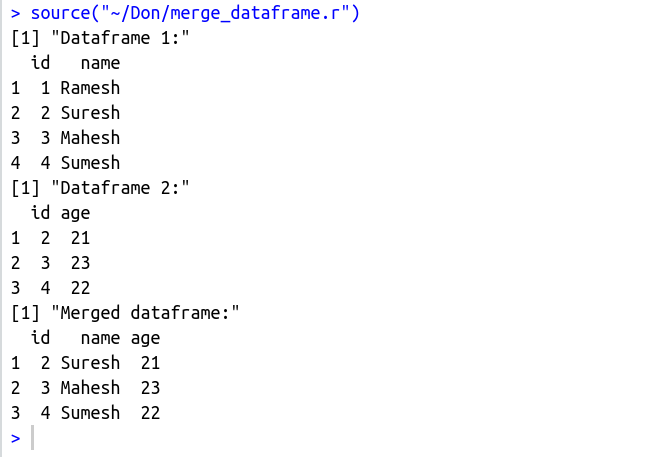 > source("~/Don/merge_dataframe.r")
[1] "Dataframe 1:"
  id   name
1  1 Ramesh
2  2 Suresh
3  3 Mahesh
4  4 Sumesh
[1] "Dataframe 2:"
  id age
1  2  21
2  3  23
3  4  22
[1] "Merged dataframe:"
  id   name age
1  2 Suresh  21
2  3 Mahesh  23
3  4 Sumesh  22
>